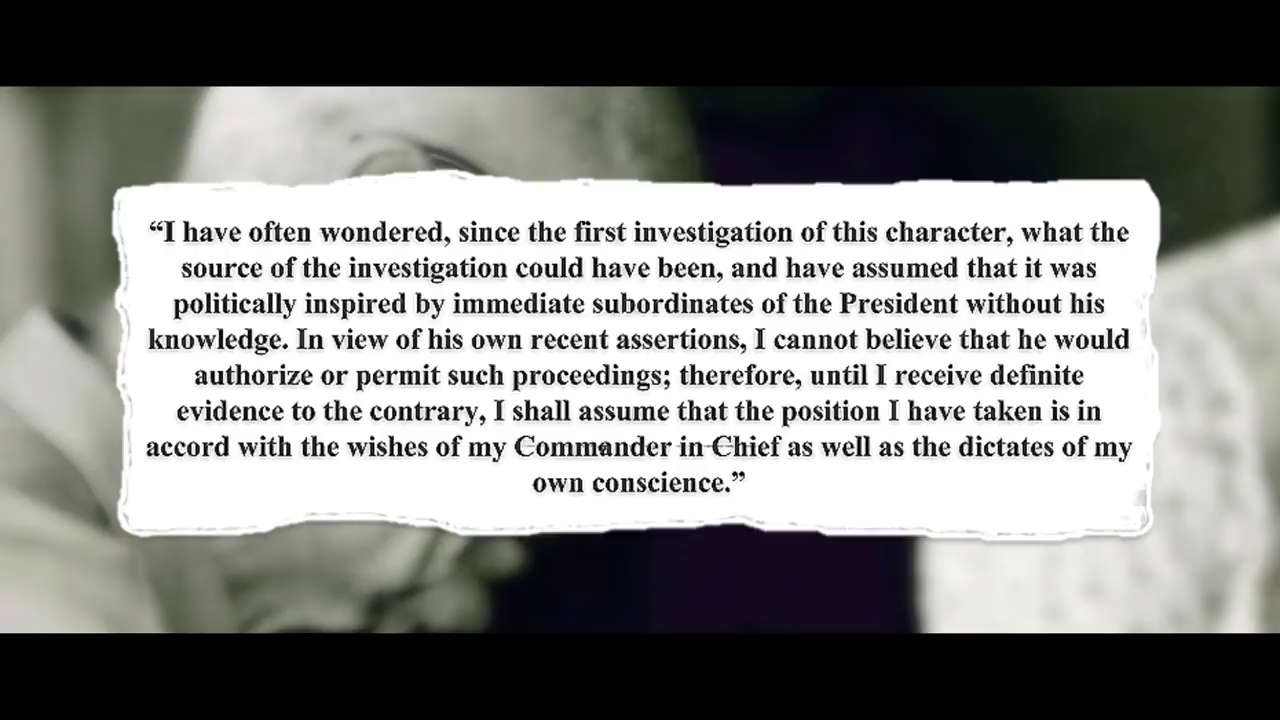 “I have often wondered, since the first investigation of this character, what the
source of the investigation could have been, and have assumed that it was
politically inspired by immediate subordinates of the President without his
knowledge. In view of his own recent assertions, I cannot believe that he would
authorize or permit such proceedings; therefore, until I receive definite
evidence to the contrary, I shall assume that the position I have taken is in
accord with the wishes of my Commander in Chief as well as the dictates of my
own conscience.”